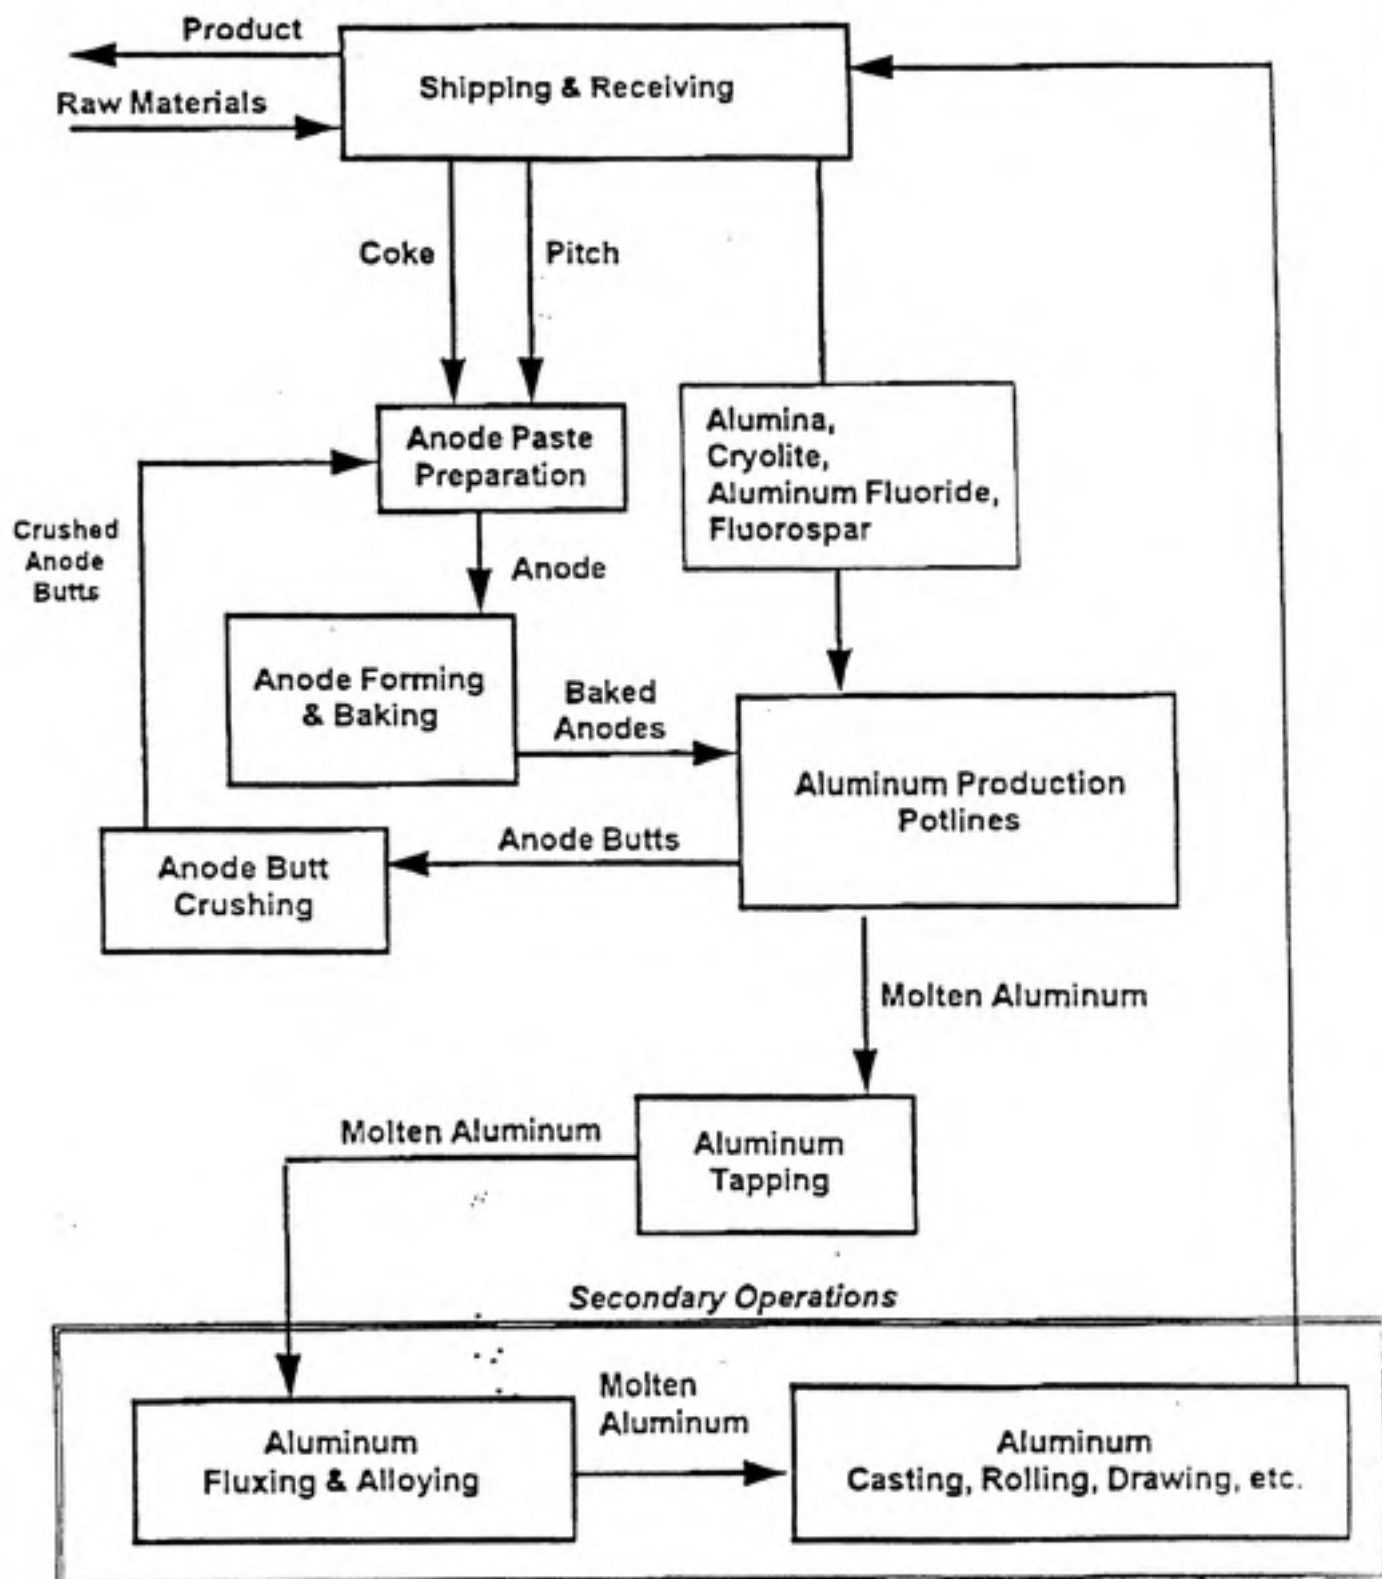 Product
Shipping & Receiving
Raw Materials
Coke
Pitch
Anode Paste
Preparation
Alumina,
Cryolite,
Aluminum Fluoride,
Fluorospar
Crushed
Anode
Butts
Anode
Anode Forming
& Baking
Baked
Anodes
Aluminum Production
Potlines
Anode Butts
Anode Butt
Crushing
Molten Aluminum
Molten Aluminum
Aluminum
Tapping
Secondary Operations
Molten
Aluminum
Aluminum
Fluxing & Alloying
Aluminum
Casting, Rolling, Drawing, etc.